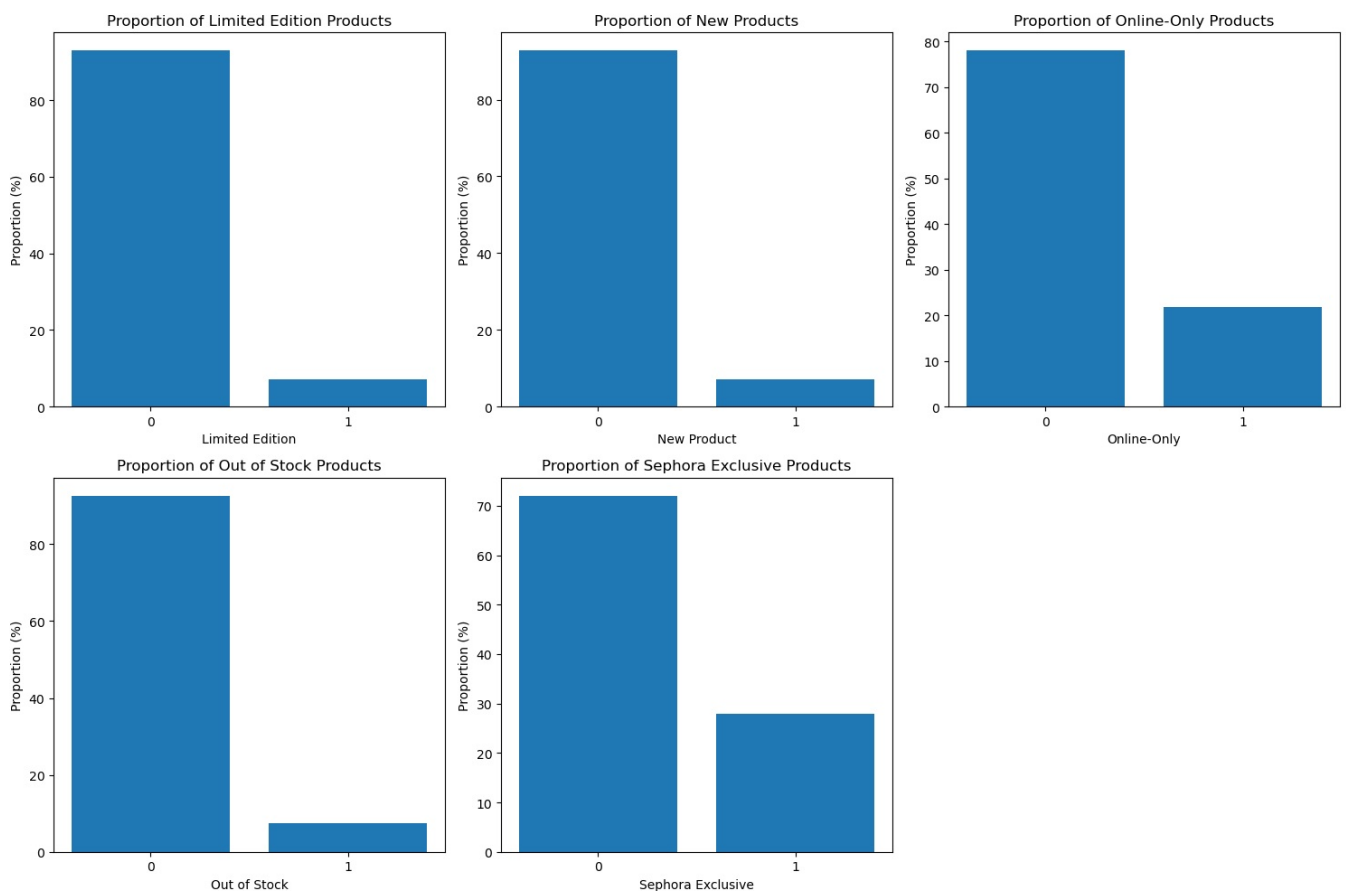 Proportion of Limited Edition Products
80
60
40
20
0
Proportion (%)
0 1
Limited Edition
Proportion of New Products
80
60
40
20
0
Proportion (%)
0 1
New Product
Proportion of Online-Only Products
80
70
60
50
40
30
20
10
0
Proportion (%)
0 1
Online-Only
Proportion of Out of Stock Products
80
60
40
20
0
Proportion (%)
0 1
Out of Stock
Proportion of Sephora Exclusive Products
70
60
50
40
30
20
10
0
Proportion (%)
0 1
Sephora Exclusive